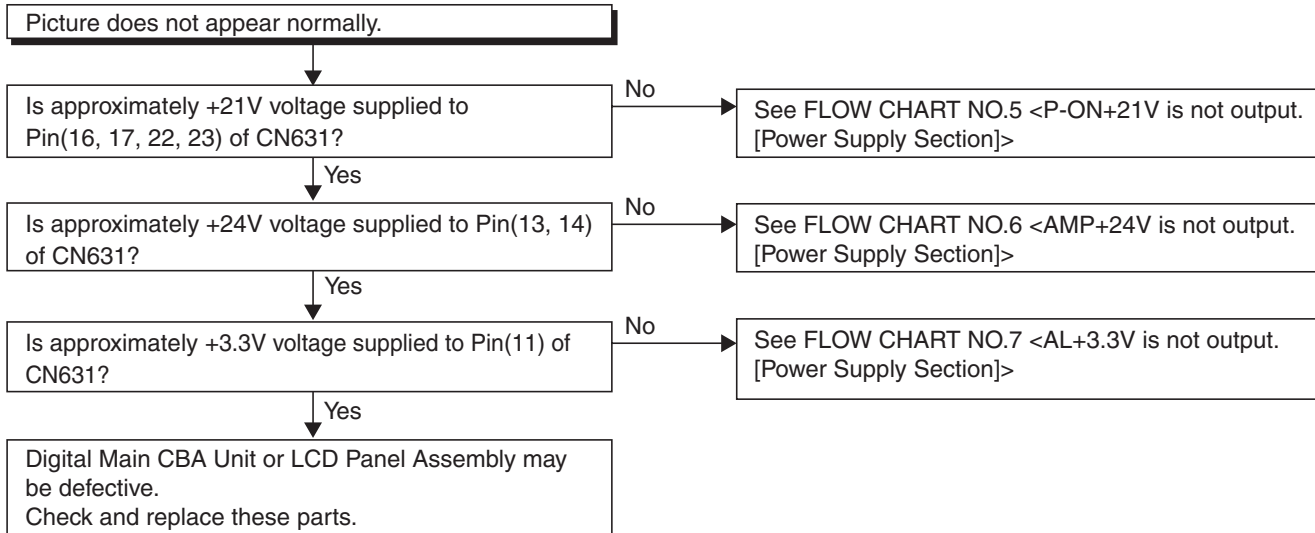 Picture does not appear normally.
Is approximately +21V voltage supplied to
Pin(16, 17, 22, 23) of CN631?
No
See FLOW CHART NO.5 <P-ON+21V is not output.
[Power Supply Section]>
Yes
Is approximately +24V voltage supplied to Pin(13, 14)
of CN631?
No
See FLOW CHART NO.6 <AMP+24V is not output.
[Power Supply Section]>
Yes
Is approximately +3.3V voltage supplied to Pin(11) of
CN631?
No
See FLOW CHART NO.7 <AL+3.3V is not output.
[Power Supply Section]>
Yes
Digital Main CBA Unit or LCD Panel Assembly may
be defective.
Check and replace these parts.